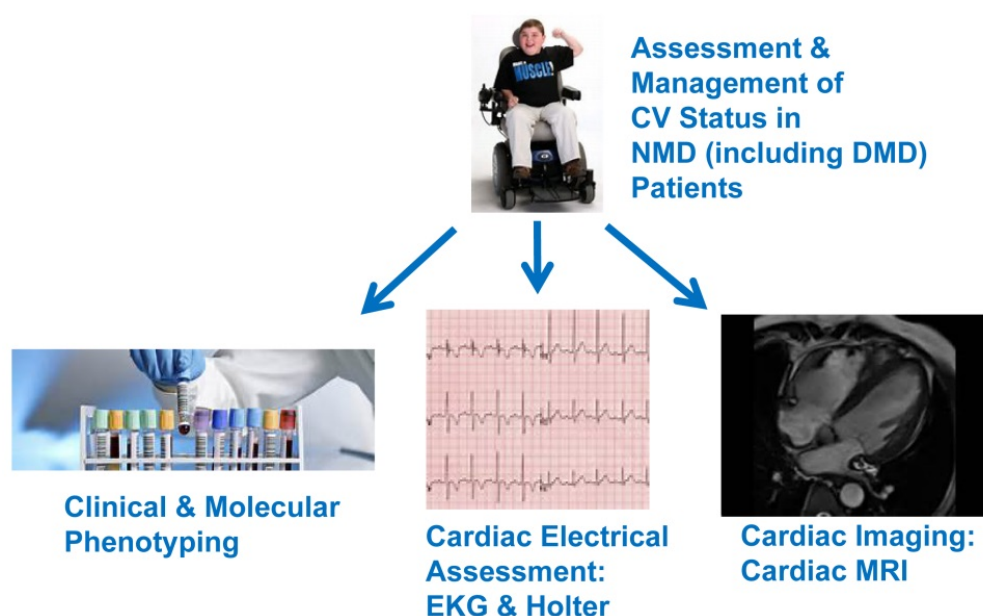 MUSCLE
Assessment &
Management of
CV Status in
NMD (including DMD)
Patients
Clinical & Molecular
Phenotyping
Cardiac Electrical
Assessment:
EKG & Holter
Cardiac Imaging:
Cardiac MRI